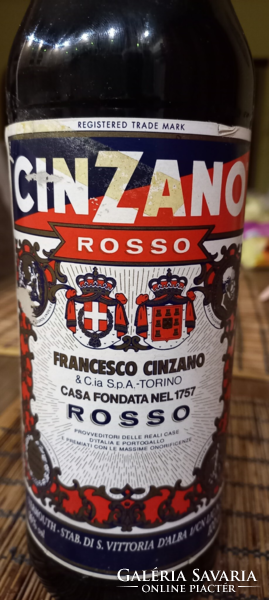 REGISTERED TRADE MARK
CINZANO
ROSSO
FRANCESCO CINZANO
& C.ia S.p.A.-TORINO
CASA FONDATA NEL 1757
ROSSO
PROVVEDITORI DELLE REALI CASE
D'ITALIA E PORTOGALLO
E PREMIATI CON LE MASSIME ONORIFICENZE
STAB. DI S. VITTORIA D'ALBA
GALÉRIA SAVARIA
ONLINE PIACTÉR